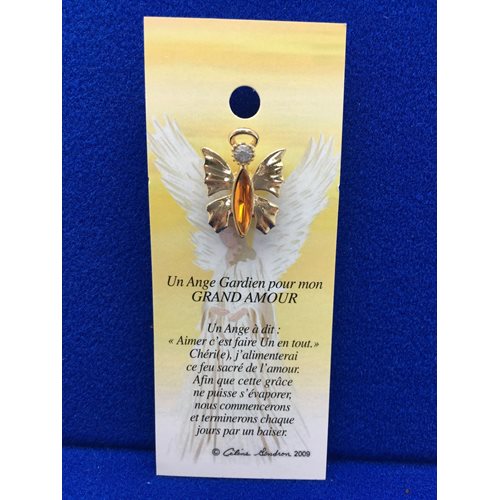 Un Ange Gardien pour mon
GRAND AMOUR
Un Ange à dit :
« Aimer c'est faire Un en tout.»
Chéri(e), j'alimenterai
ce feu sacré de l'amour.
Afin que cette grâce
ne puisse s'évaporer,
nous commencerons
et terminerons chaque
jours par un baiser.
© Céline Gendron 2009